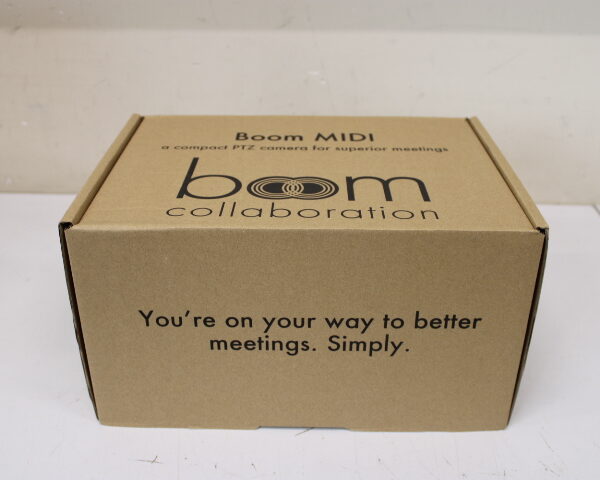 Boom MIDI
a compact PTZ camera for superior meetings
boom
collaboration
You're on your way to better
meetings. Simply.